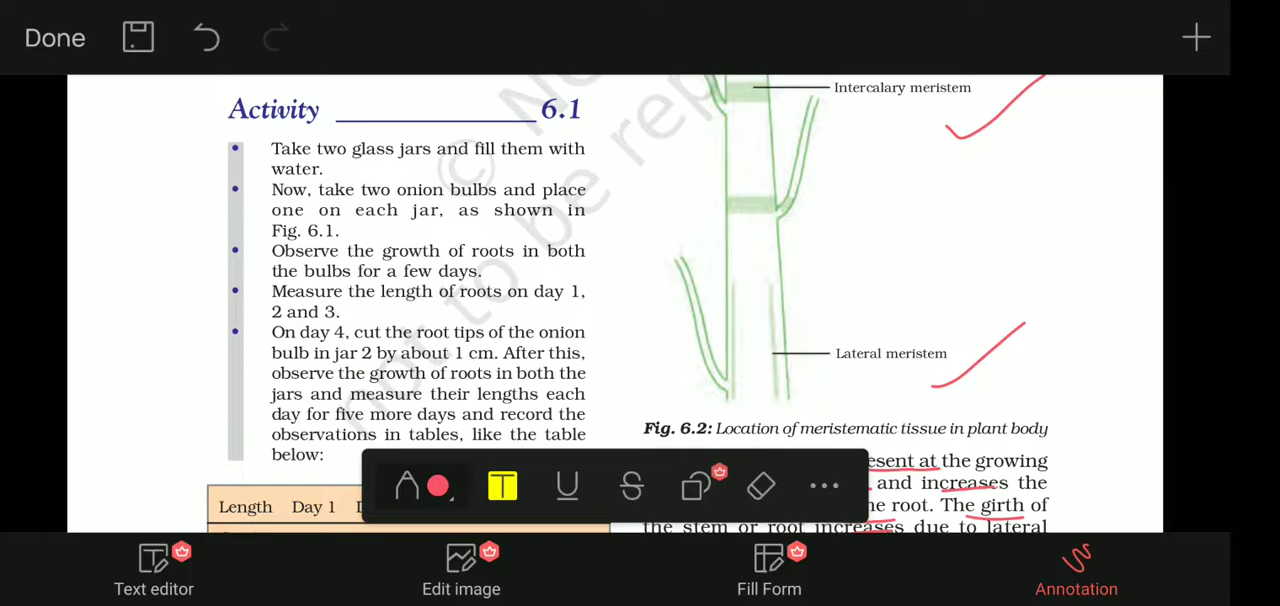 Done
Activity 6.1
Take two glass jars and fill them with
water.
Now, take two onion bulbs and place
one on each jar, as shown in
Fig. 6.1.
Observe the growth of roots in both
the bulbs for a few days.
Measure the length of roots on day 1,
2 and 3.
On day 4, cut the root tips of the onion
bulb in jar 2 by about 1 cm. After this,
observe the growth of roots in both the
jars and measure their lengths each
day for five more days and record the
observations in tables, like the table
below:
Length Day 1
Intercalary meristem
Lateral meristem
Fig. 6.2: Location of meristematic tissue in plant body
esent at the growing
and increases the
he root. The girth of
the stem or root increases due to lateral
© No
not to be rep
T
U
S
Text editor
Edit image
Fill Form
Annotation